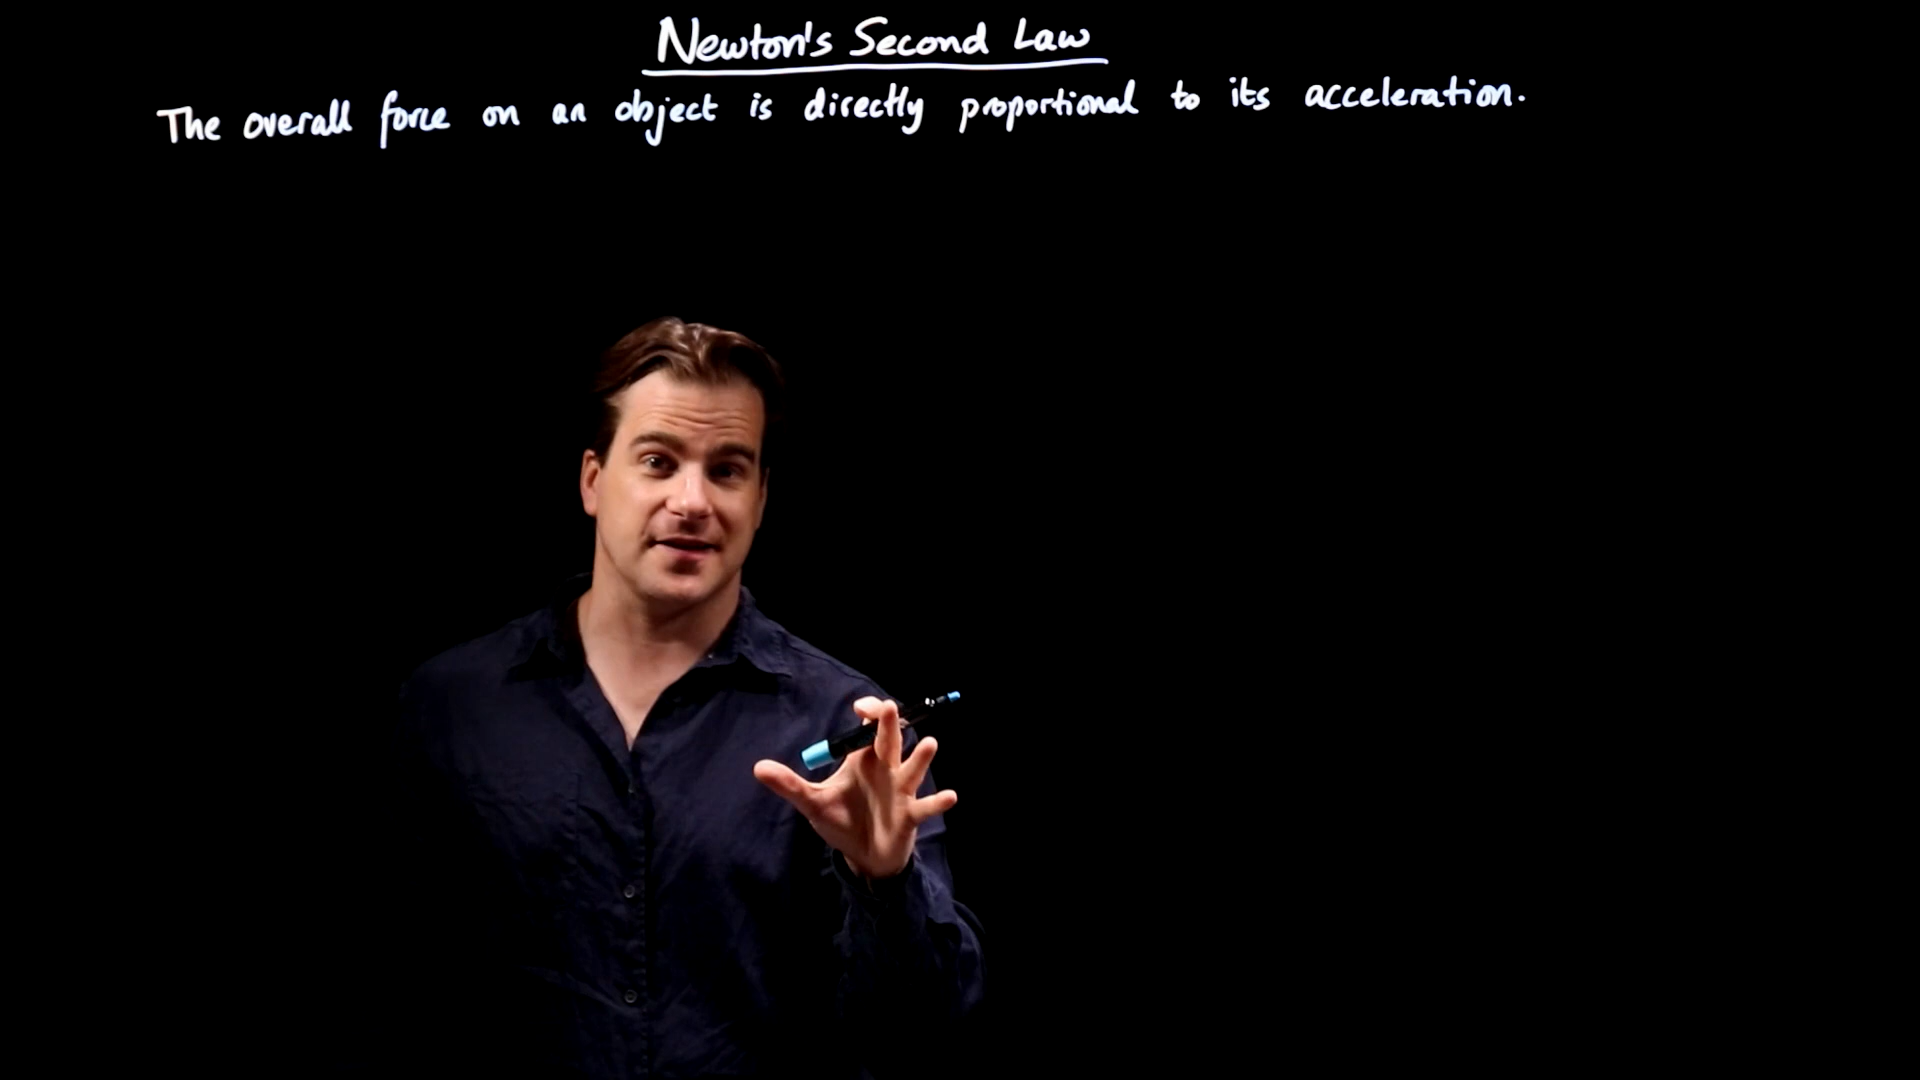 Newton's Second Law
The overall force on an object is directly proportional to its acceleration.